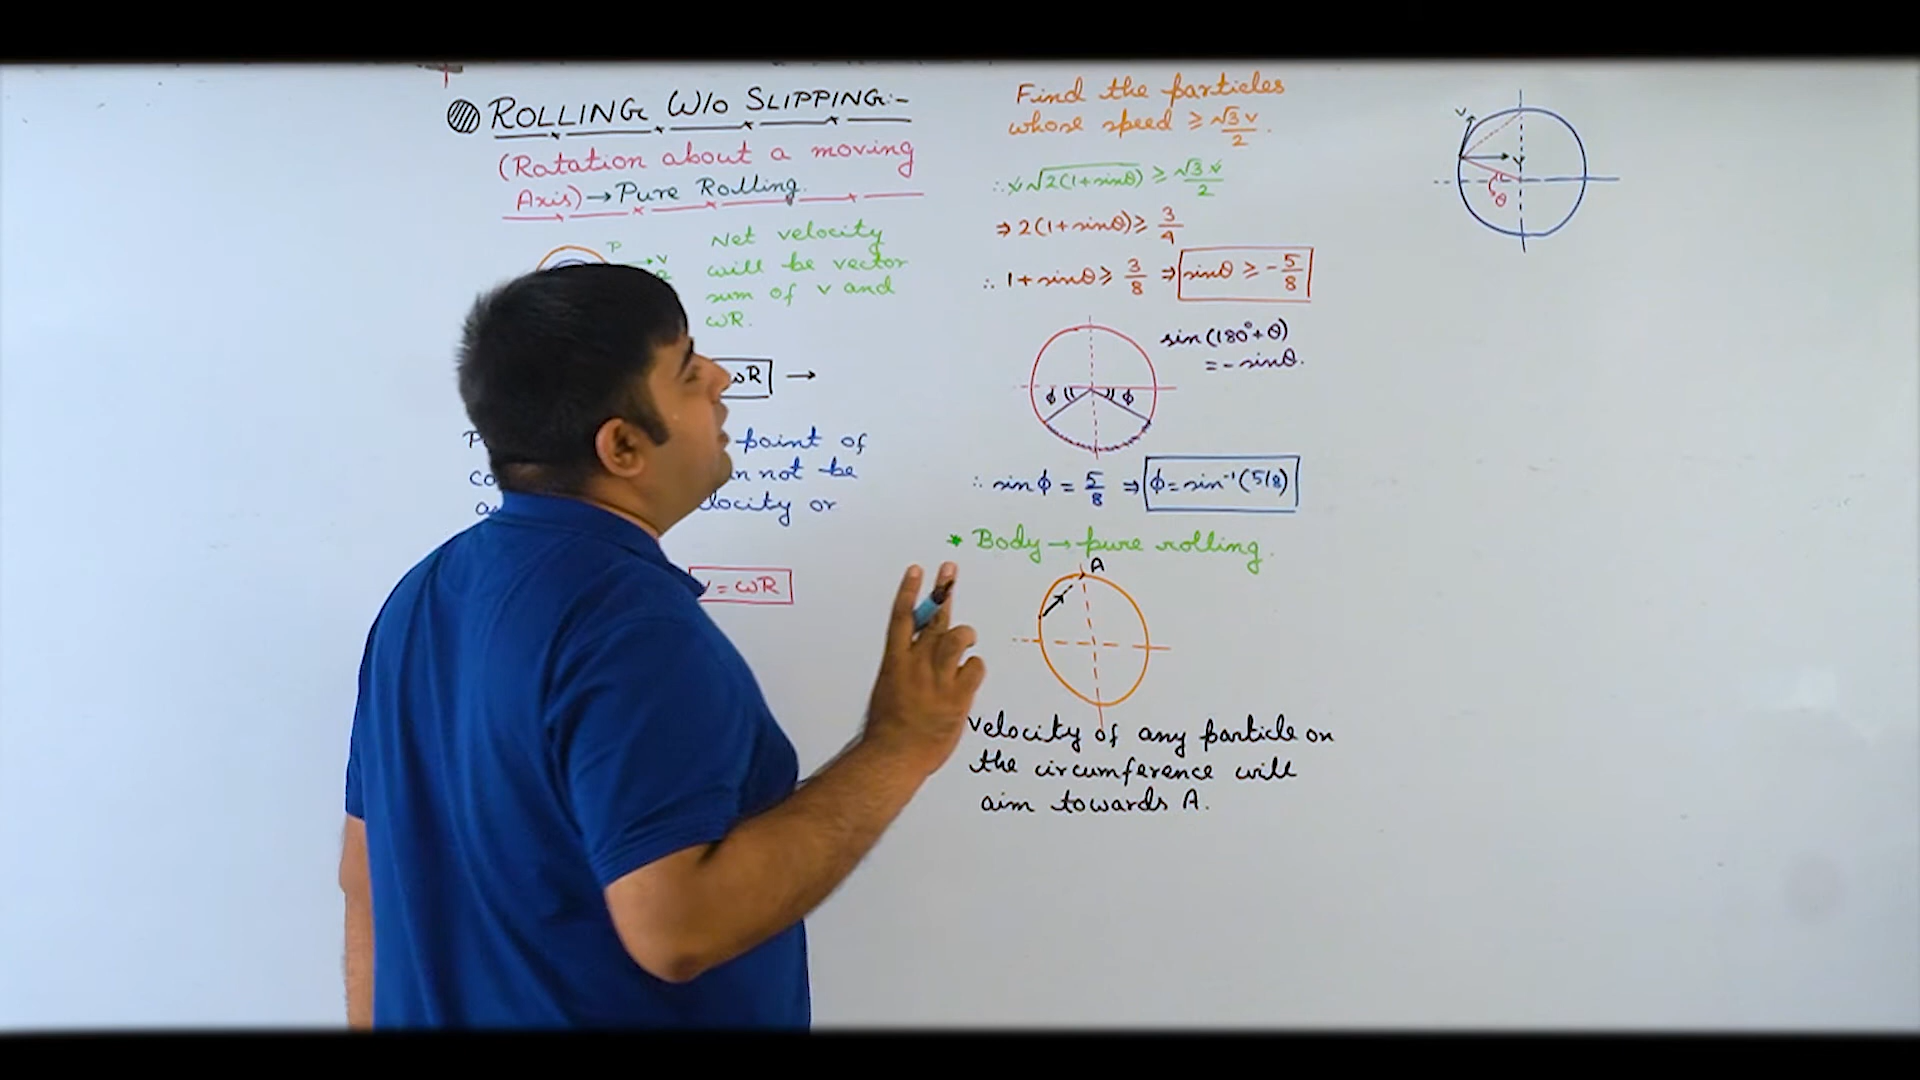 ROLLING W/o SLIPPING:-
(Rotation about a moving
Axis)→Pure Rolling.
P
v
Net velocity
will be vector
sum of v and
ωR.
ωR →
point of
not be
or
v = ωR
Find the particles
whose speed ≥ √3 v/2.
∴ v√2(1+sinθ) ≥ √3 v/2
⇒ 2(1+sinθ) ≥ 3/4
∴ 1+sinθ ≥ 3/8 ⇒ sinθ ≥ -5/8
sin(180°+θ)
= -sinθ.
ϕ ϕ
∴ sinϕ = 5/8 ⇒ ϕ = sin⁻¹(5/8)
* Body → pure rolling.
A
velocity of any particle on
the circumference will
aim towards A.
v
v
θ